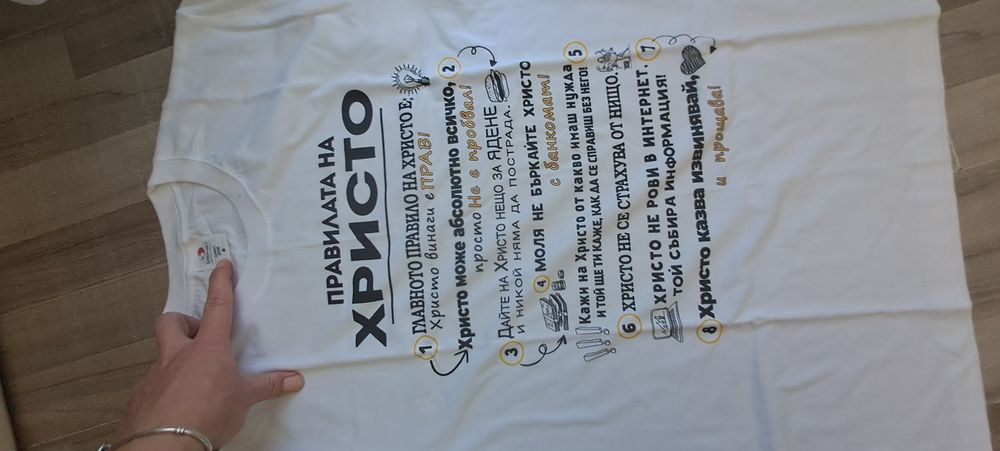 ПРАВИЛАТА НА
ХРИСТО
1 ГЛАВНОТО ПРАВИЛО НА ХРИСТО Е:
Христо винаги е ПРАВ!
2 Христо може абсолютно всичко,
просто Не е пробвал!
3 ДАЙТЕ НА ХРИСТО НЕЩО ЗА ЯДЕНЕ
И НИКОЙ НЯМА ДА ПОСТРАДА.
4 МОЛЯ НЕ БЪРКАЙТЕ ХРИСТО
с банкомат!
5 Кажи на Христо от какво имаш нужда
И ТОЙ ЩЕ ТИ КАЖЕ, КАК ДА СЕ СПРАВИШ БЕЗ НЕГО!
6 ХРИСТО НЕ СЕ СТРАХУВА ОТ НИЩО,
7 ХРИСТО НЕ РОВИ В ИНТЕРНЕТ,
ТОЙ СЪБИРА ИНФОРМАЦИЯ!
8 Христо казва извинявай,
и прощава!